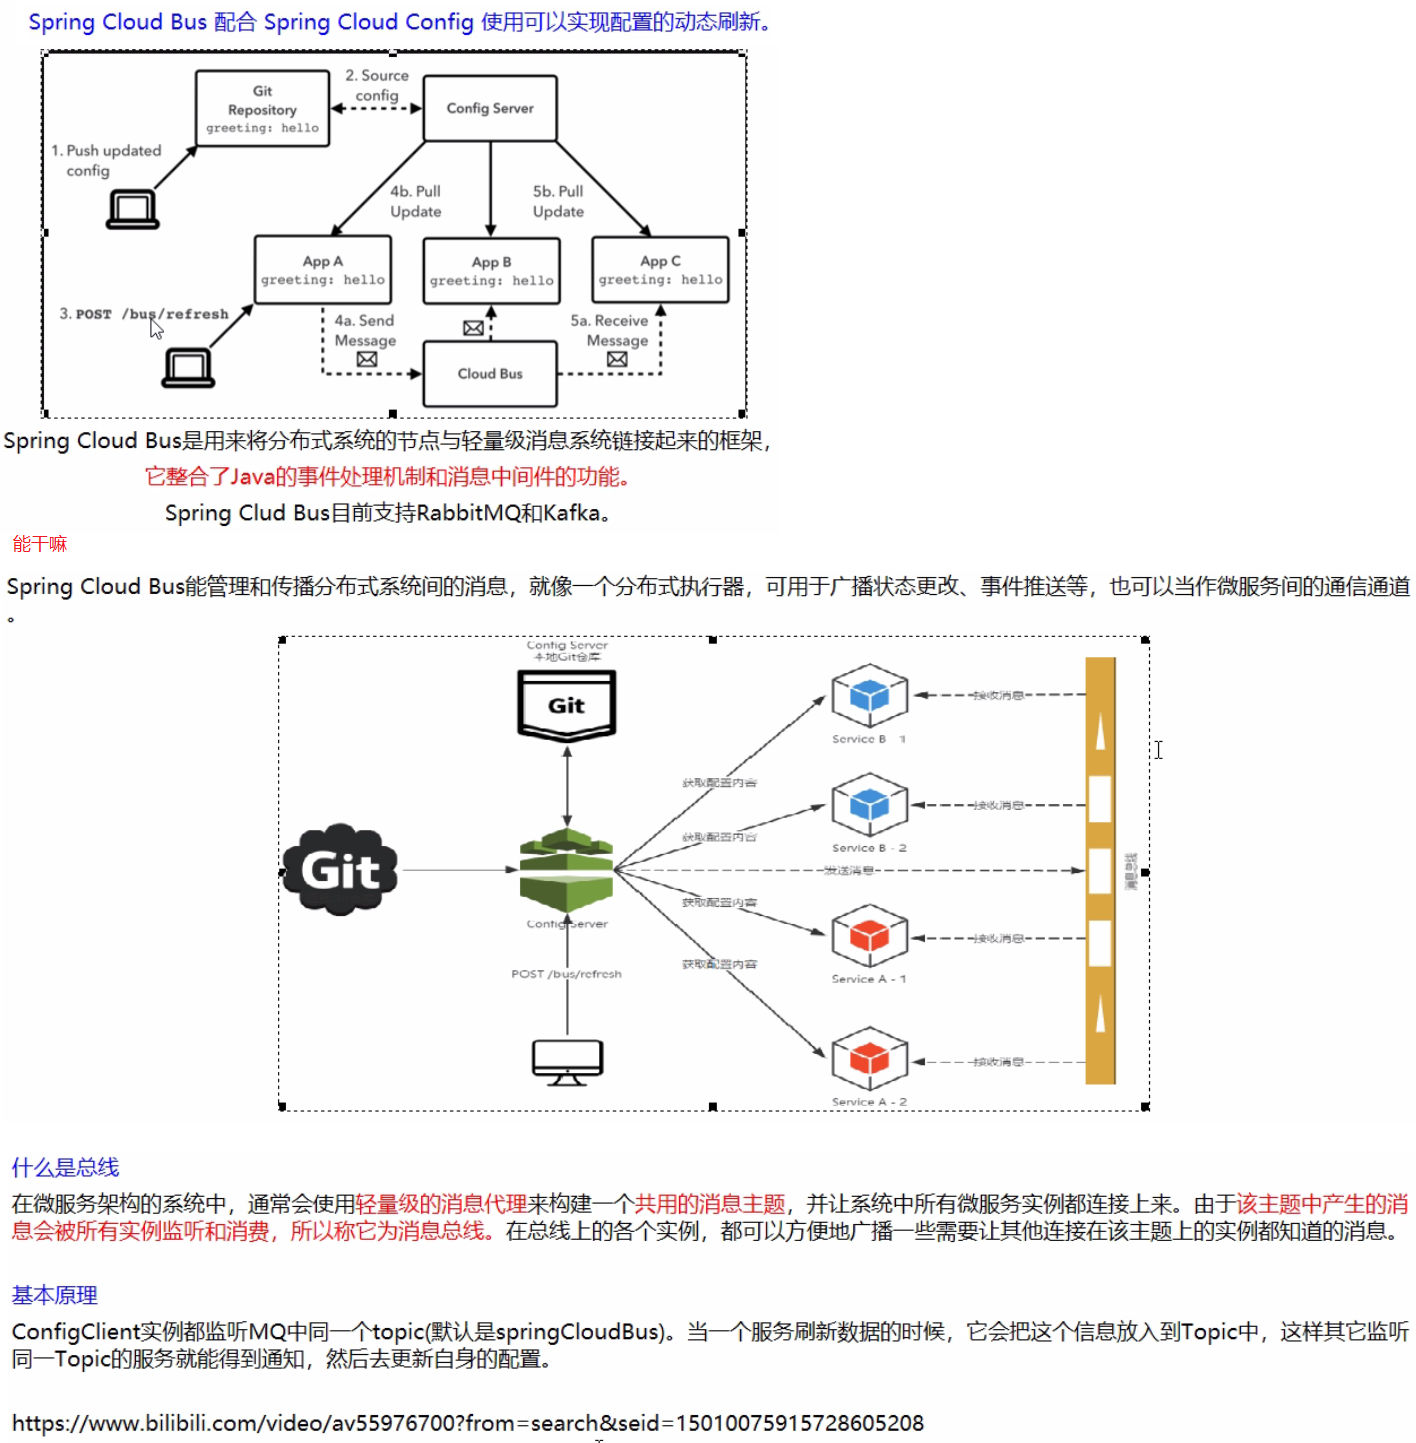 Spring Cloud Bus 配合 Spring Cloud Config 使用可以实现配置的动态刷新。
Git
Repository
greeting: hello
2. Source
config
Config Server
1. Push updated
config
4b. Pull
Update
5b. Pull
Update
App A
greeting: hello
App B
greeting: hello
App C
greeting: hello
3. POST /bus/refresh
4a. Send
Message
5a. Receive
Message
Cloud Bus
Spring Cloud Bus是用来将分布式系统的节点与轻量级消息系统链接起来的框架，
它整合了Java的事件处理机制和消息中间件的功能。
Spring Clud Bus目前支持RabbitMQ和Kafka。
能干嘛
Spring Cloud Bus能管理和传播分布式系统间的消息，就像一个分布式执行器，可用于广播状态更改、事件推送等，也可以当作微服务间的通信通道
。
Config Server
本地Git仓库
Git
Service B - 1
接收消息
获取配置内容
Service B - 2
接收消息
获取配置内容
Git
发送消息
消息总线
Config Server
获取配置内容
Service A - 1
接收消息
获取配置内容
POST /bus/refresh
Service A - 2
接收消息
什么是总线
在微服务架构的系统中，通常会使用轻量级的消息代理来构建一个共用的消息主题，并让系统中所有微服务实例都连接上来。由于该主题中产生的消
息会被所有实例监听和消费，所以称它为消息总线。在总线上的各个实例，都可以方便地广播一些需要让其他连接在该主题上的实例都知道的消息。
基本原理
ConfigClient实例都监听MQ中同一个topic(默认是springCloudBus)。当一个服务刷新数据的时候，它会把这个信息放入到Topic中，这样其它监听
同一Topic的服务就能得到通知，然后去更新自身的配置。
https://www.bilibili.com/video/av55976700?from=search&seid=15010075915728605208